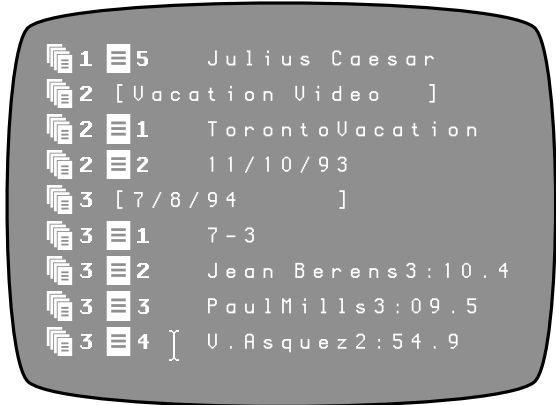 1 5 Julius Caesar
2 [Vacation Video ]
2 1 TorontoVacation
2 2 11/10/93
3 [7/8/94 ]
3 1 7-3
3 2 Jean Berens3:10.4
3 3 PaulMills3:09.5
3 4 V.Asquez2:54.9